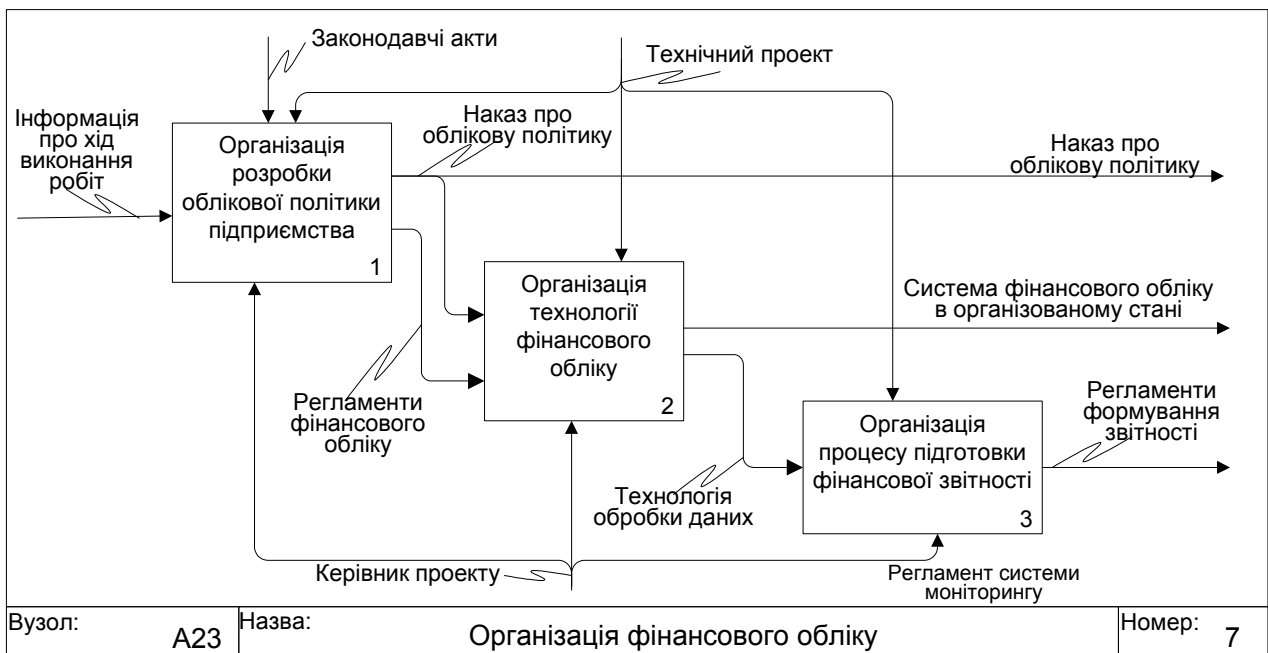 Законодавчі акти
Технічний проект
Інформація
про хід
виконання
робіт
Організація
розробки
облікової політики
підприємства
1
Наказ про
облікову політику
Наказ про
облікову політику
Організація
технології
фінансового
обліку
2
Система фінансового обліку
в організованому стані
Регламенти
фінансового
обліку
Організація
процесу підготовки
фінансової звітності
3
Регламенти
формування
звітності
Технологія
обробки даних
Керівник проекту
Регламент системи
моніторингу
Вузол:
А23
Назва:
Організація фінансового обліку
Номер:
7